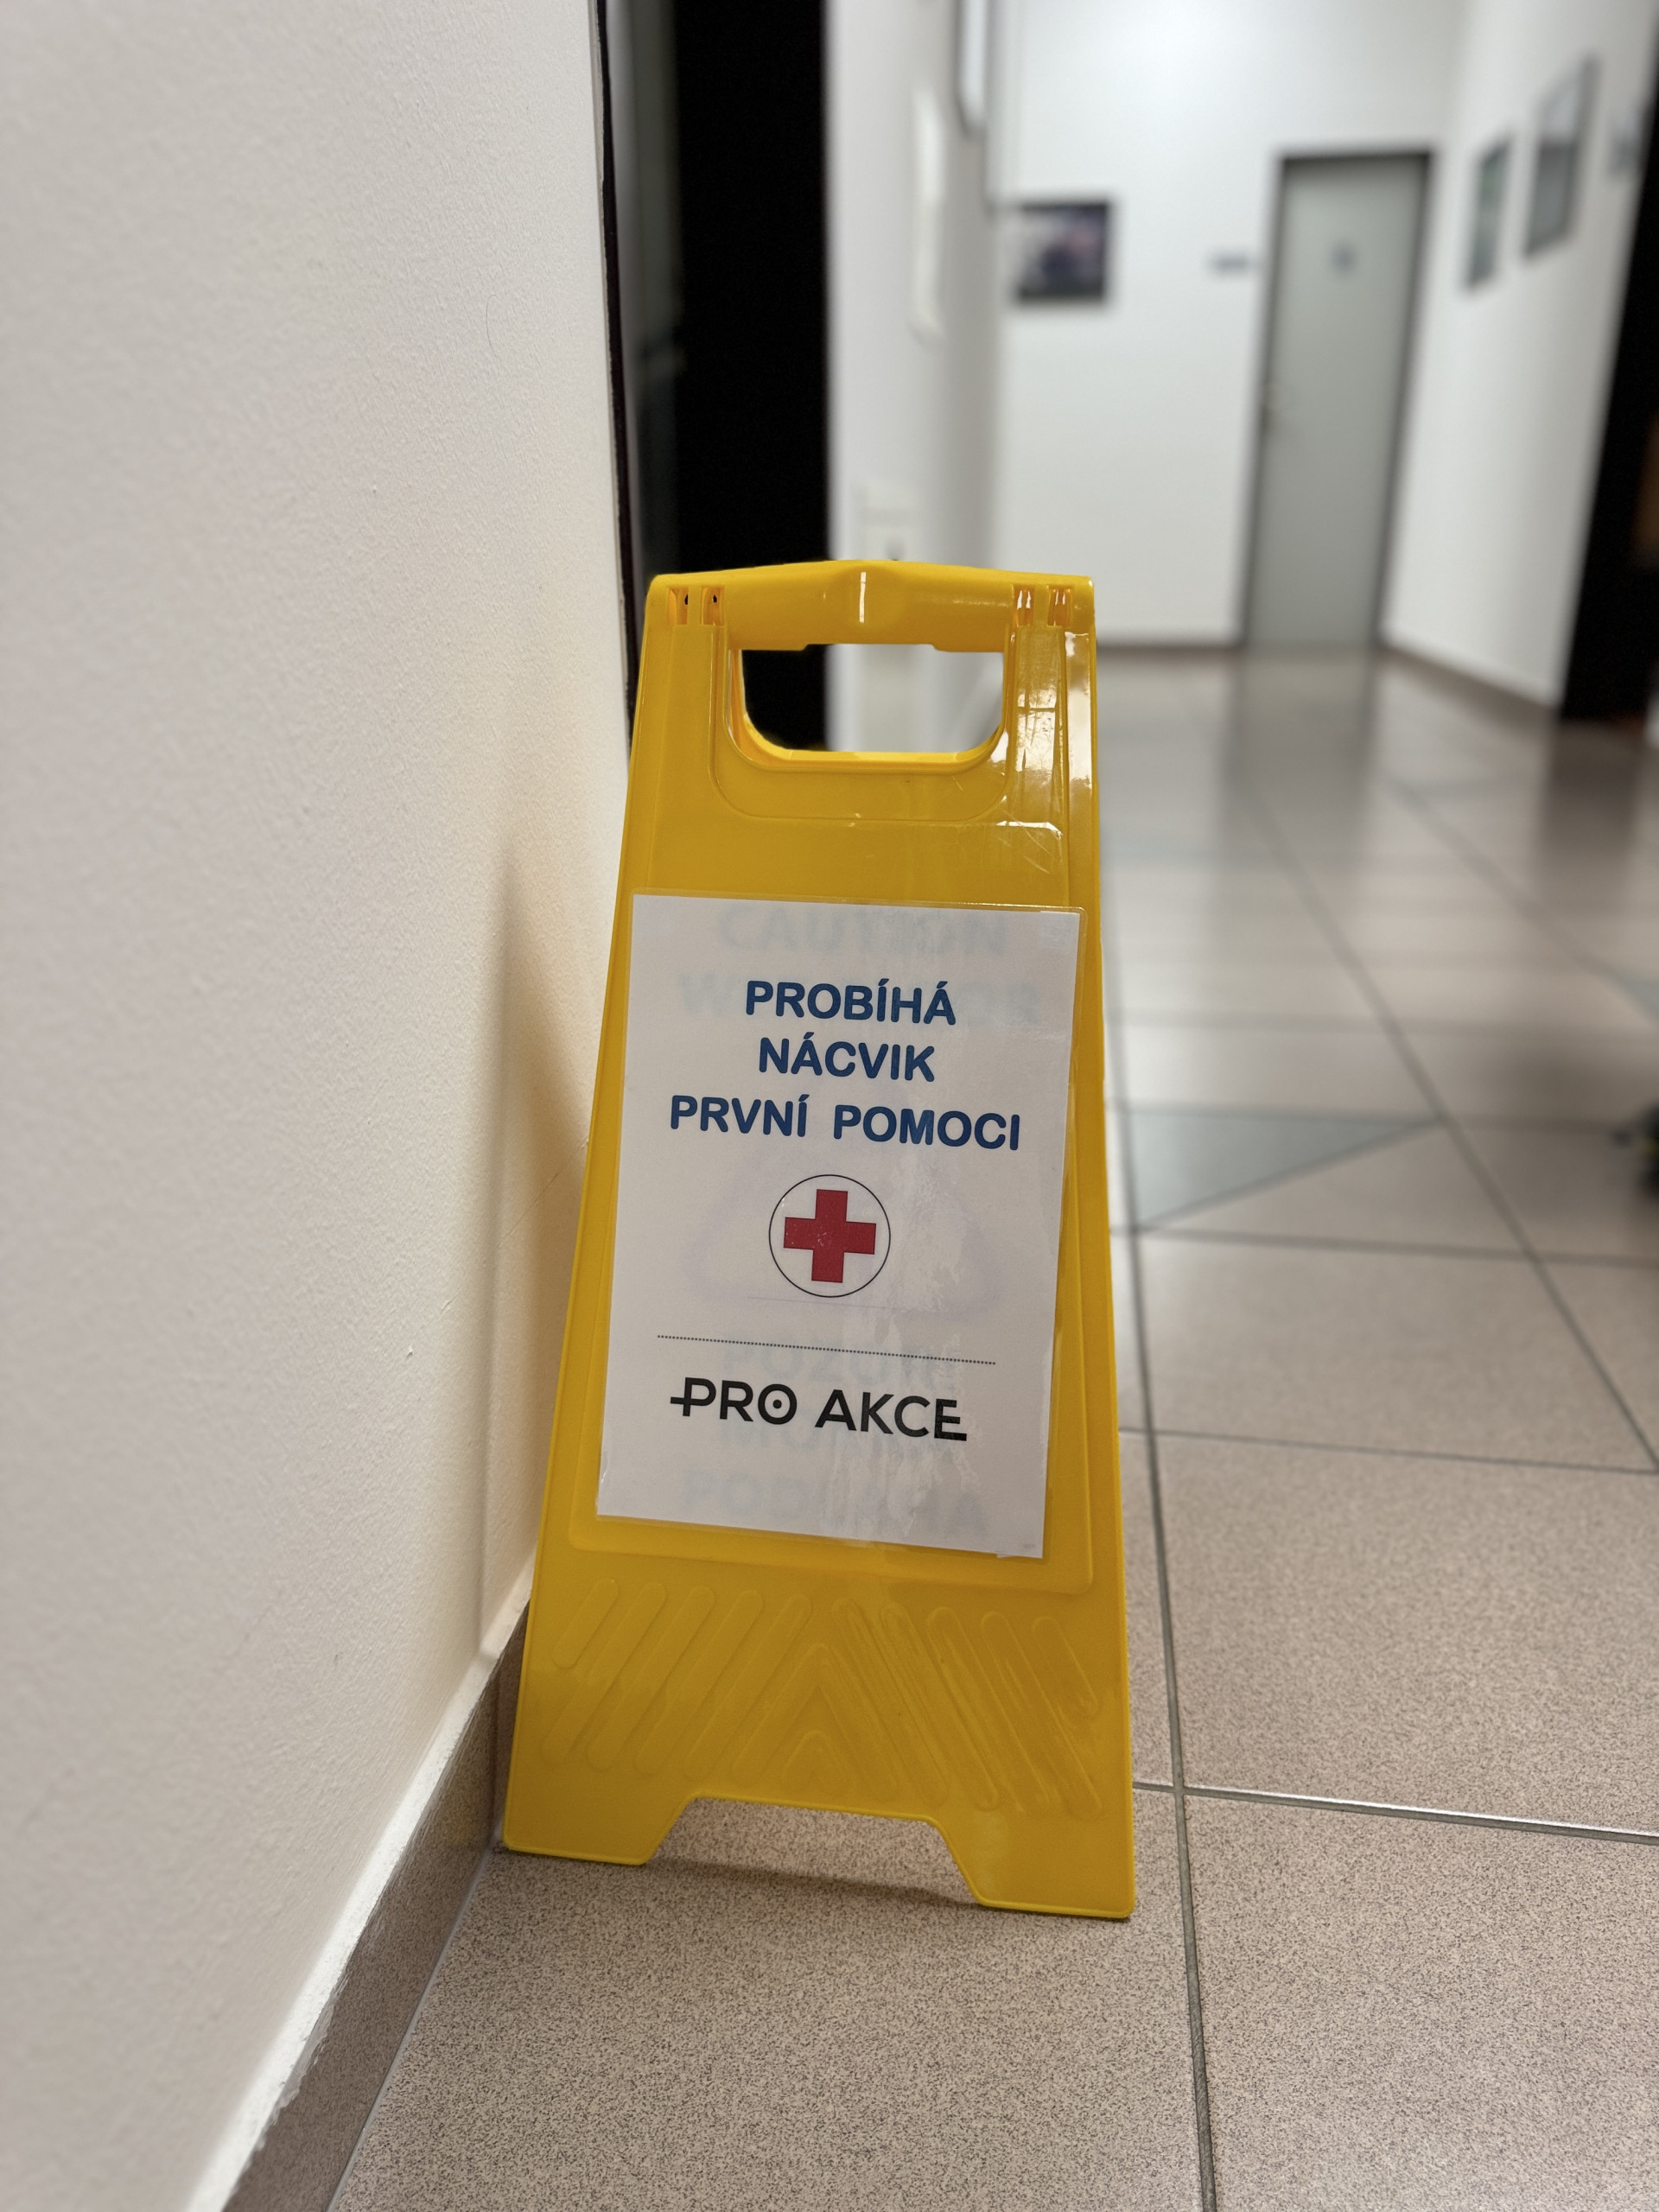 PROBÍHÁ
NÁCVIK
PRVNÍ POMOCI
PRO AKCE